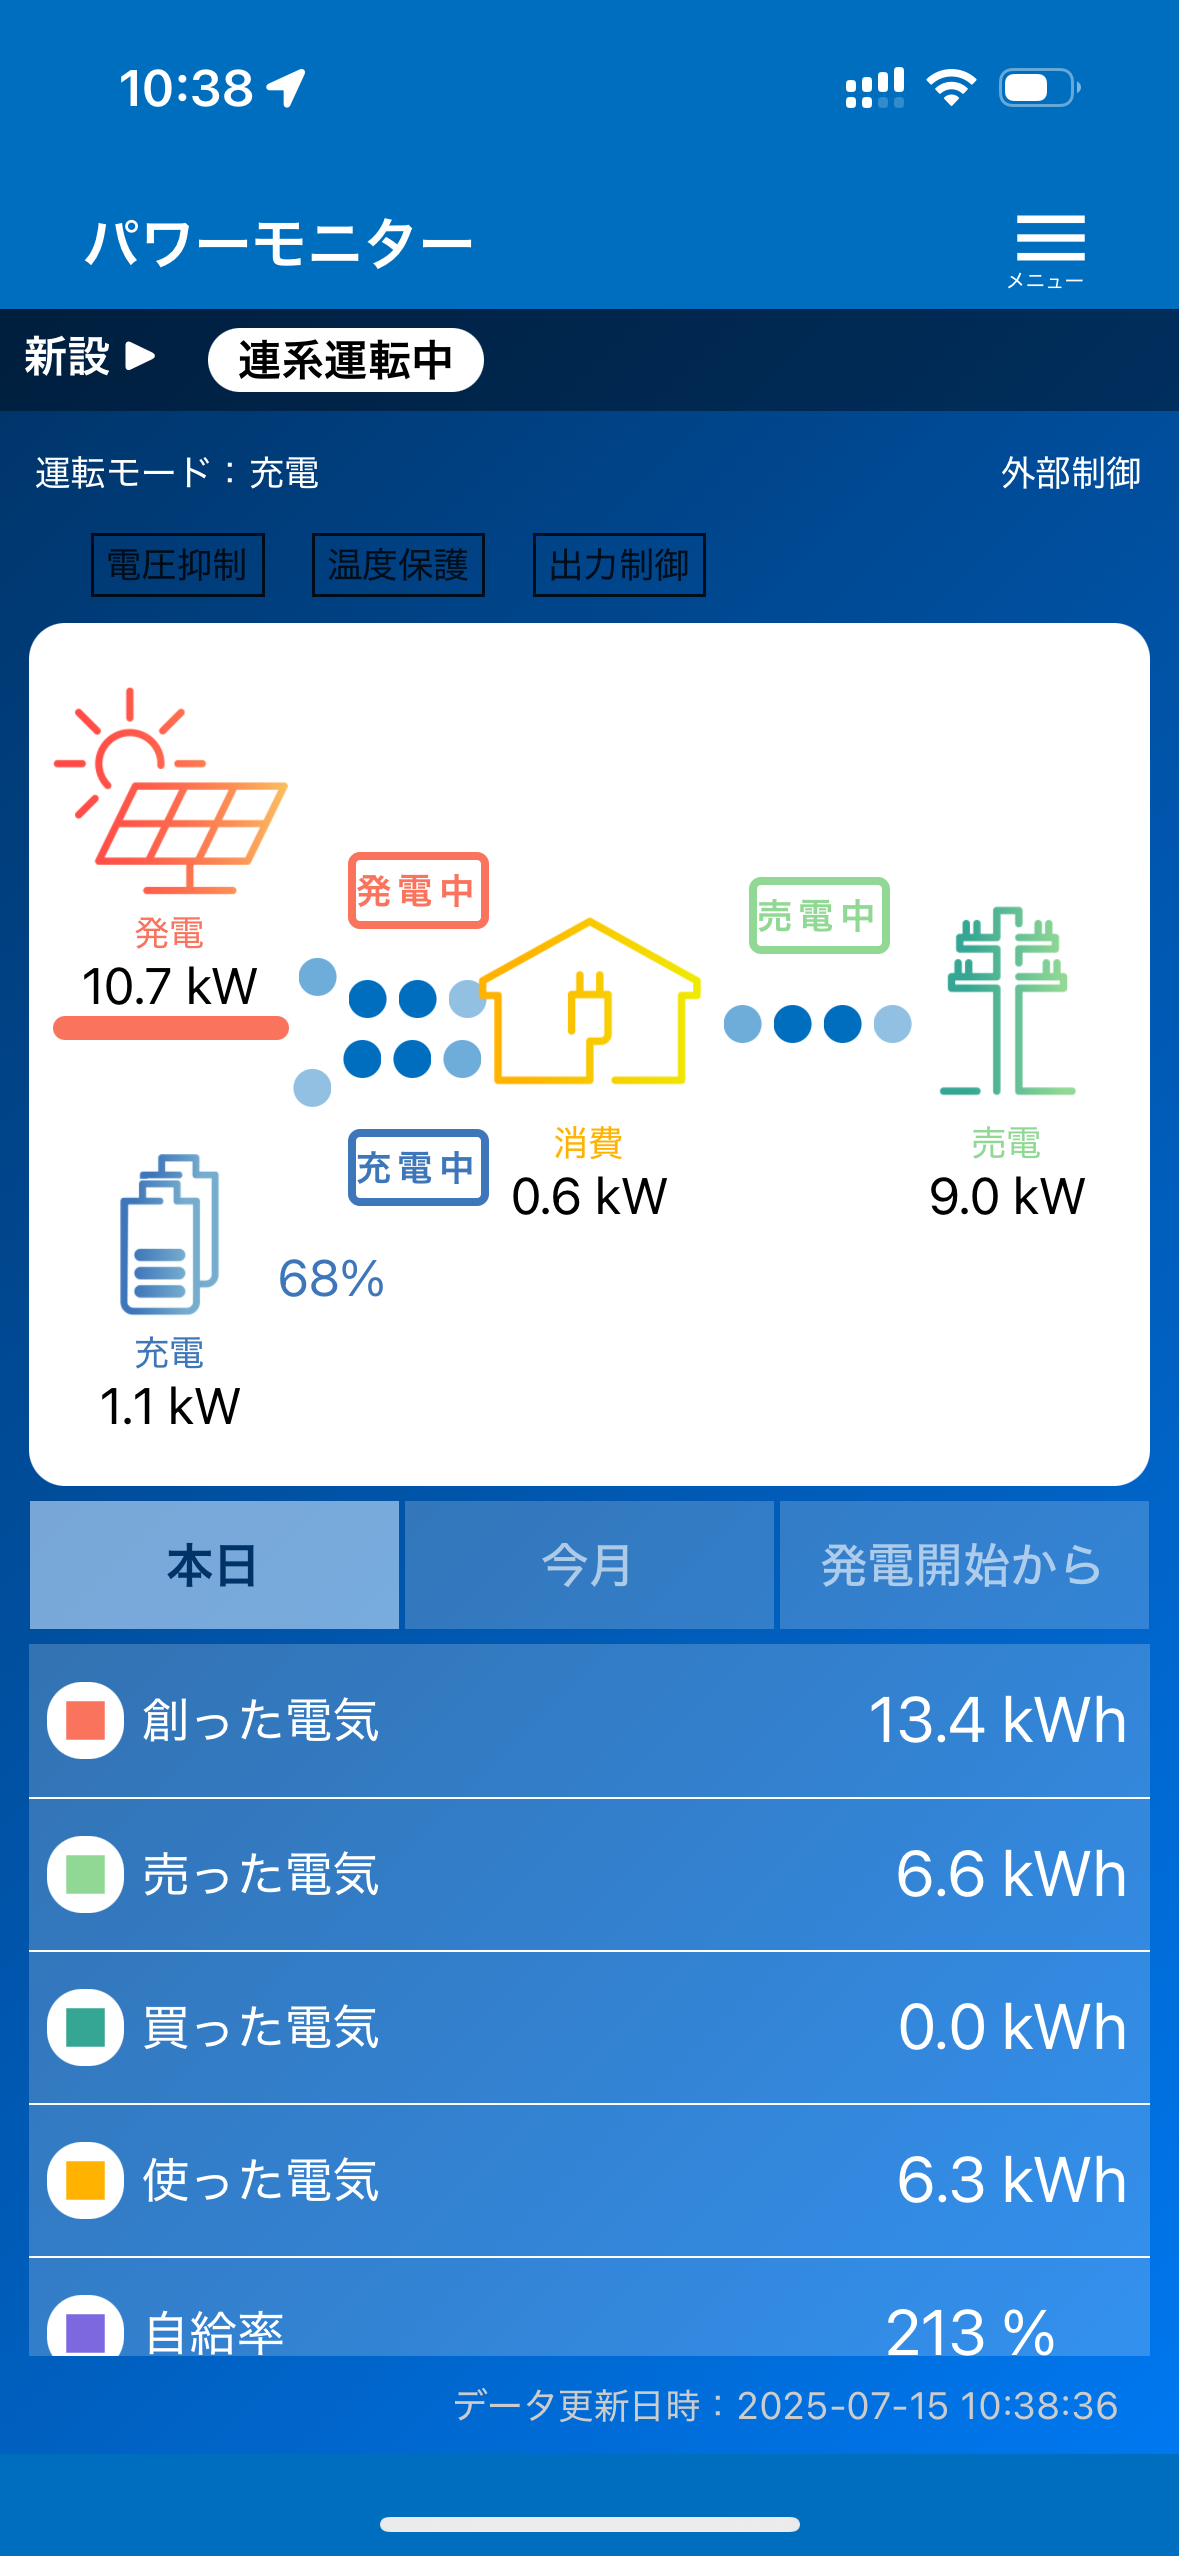 10:38
パワーモニター
メニュー
新設
連系運転中
運転モード：充電
外部制御
電圧抑制 温度保護 出力制御
発電
10.7 kW
発電中
売電中
充電中
消費
0.6 kW
売電
9.0 kW
68%
充電
1.1 kW
本日 今月 発電開始から
創った電気 13.4 kWh
売った電気 6.6 kWh
買った電気 0.0 kWh
使った電気 6.3 kWh
自給率 213 %
データ更新日時：2025-07-15 10:38:36